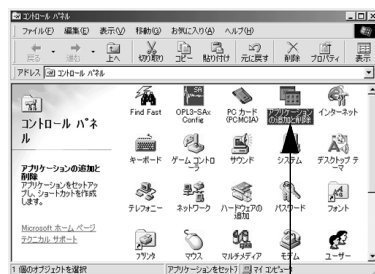 コントロール パネル
ファイル(F) 編集(E) 表示(V) 移動(G) お気に入り(A) ヘルプ(H)
戻る 進む 上へ 切り取り コピー 貼り付け 元に戻す 削除 プロパティ 表示
アドレス コントロール パネル
コントロール パネル
アプリケーションの追加と
削除
アプリケーションをセットアッ
プし、ショートカットを作成
します。
Microsoft ホーム ページ
テクニカル サポート
Find Fast
OPL3-SAx
Config
PC カード
(PCMCIA)
アプリケーション
の追加と削除
インターネット
キーボード
ゲーム コントロ
ーラ
サウンド
システム
デスクトップ テ
ーマ
テレフォニー
ネットワーク
ハードウェアの
追加
パスワード
フォント
プリンタ
マウス
マルチメディア
モデム
ユーザー
1 個のオブジェクトを選択 アプリケーションをセットア マイ コンピュータ